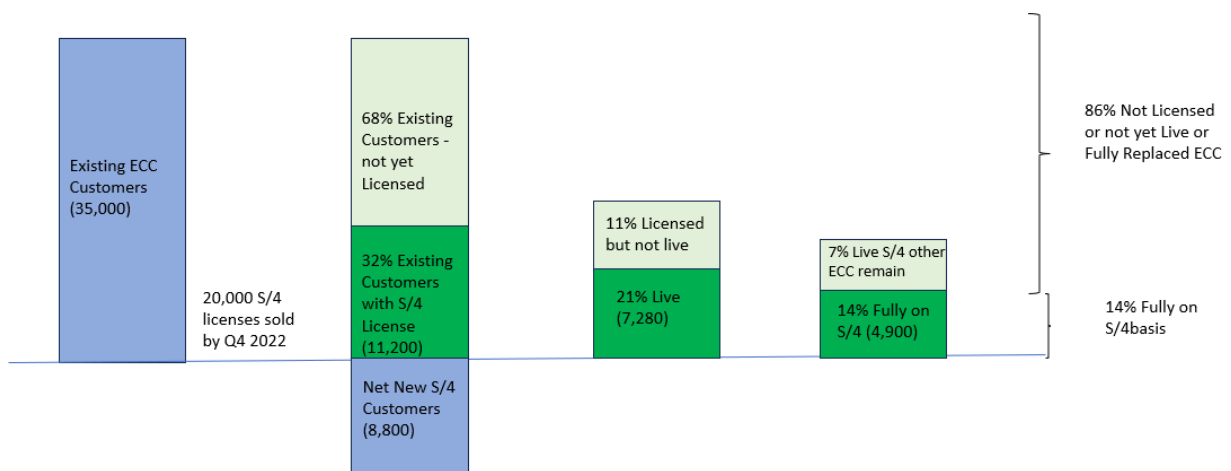 Existing ECC
Customers
(35,000)
20,000 S/4
licenses sold
by Q4 2022
68% Existing
Customers -
not yet
Licensed
32% Existing
Customers
with S/4
License
(11,200)
Net New S/4
Customers
(8,800)
11% Licensed
but not live
21% Live
(7,280)
7% Live S/4 other
ECC remain
14% Fully on
S/4 (4,900)
86% Not Licensed
or not yet Live or
Fully Replaced ECC
14% Fully on
S/4basis